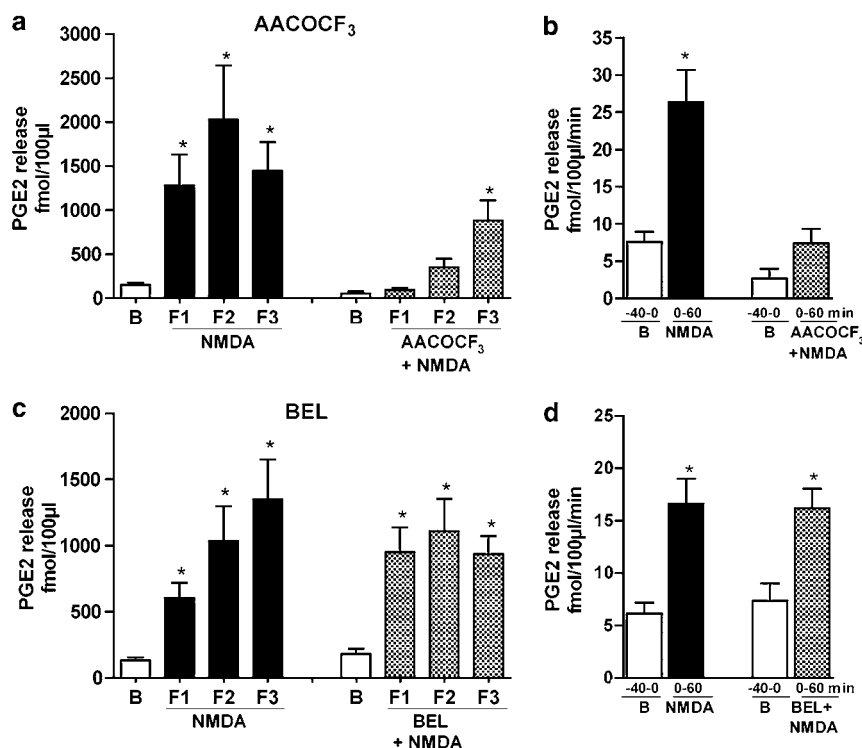 a
AACOCF3
PGE2 release
fmol/100µl
3000
2500
2000
1500
1000
500
0
*
*
*
*
B F1 F2 F3 B F1 F2 F3
NMDA AACOCF3
+ NMDA
b
PGE2 release
fmol/100µl/min
35
30
25
20
15
10
5
0
*
-40-0 0-60 -40-0 0-60 min
B NMDA B AACOCF3
+NMDA
c
BEL
PGE2 release
fmol/100µl
2000
1500
1000
500
0
*
*
*
*
*
*
B F1 F2 F3 B F1 F2 F3
NMDA BEL
+ NMDA
d
PGE2 release
fmol/100µl/min
25
20
15
10
5
0
*
*
-40-0 0-60 -40-0 0-60 min
B NMDA B BEL+
NMDA